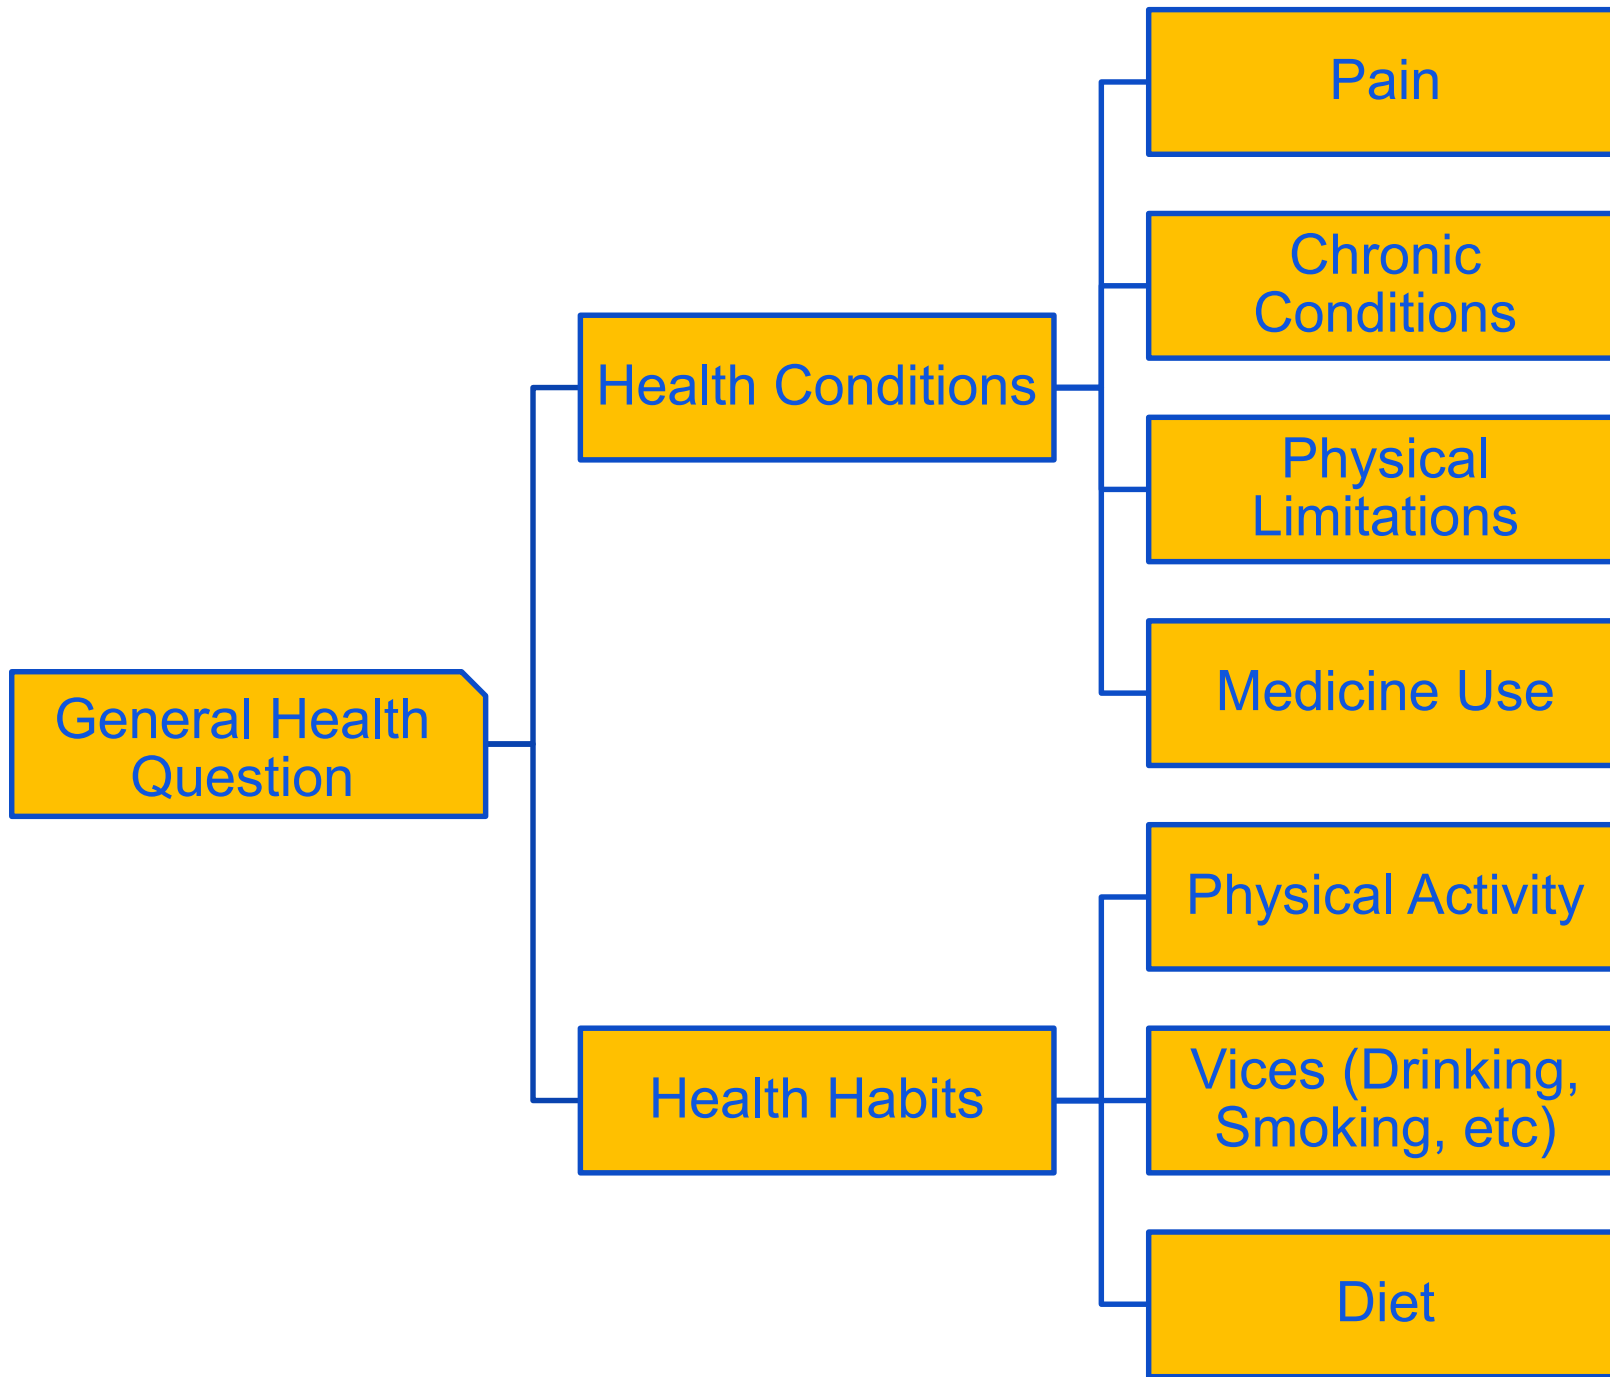 Pain
Chronic
Conditions
Health Conditions
Physical
Limitations
Medicine Use
General Health
Question
Physical Activity
Health Habits
Vices (Drinking,
Smoking, etc)
Diet